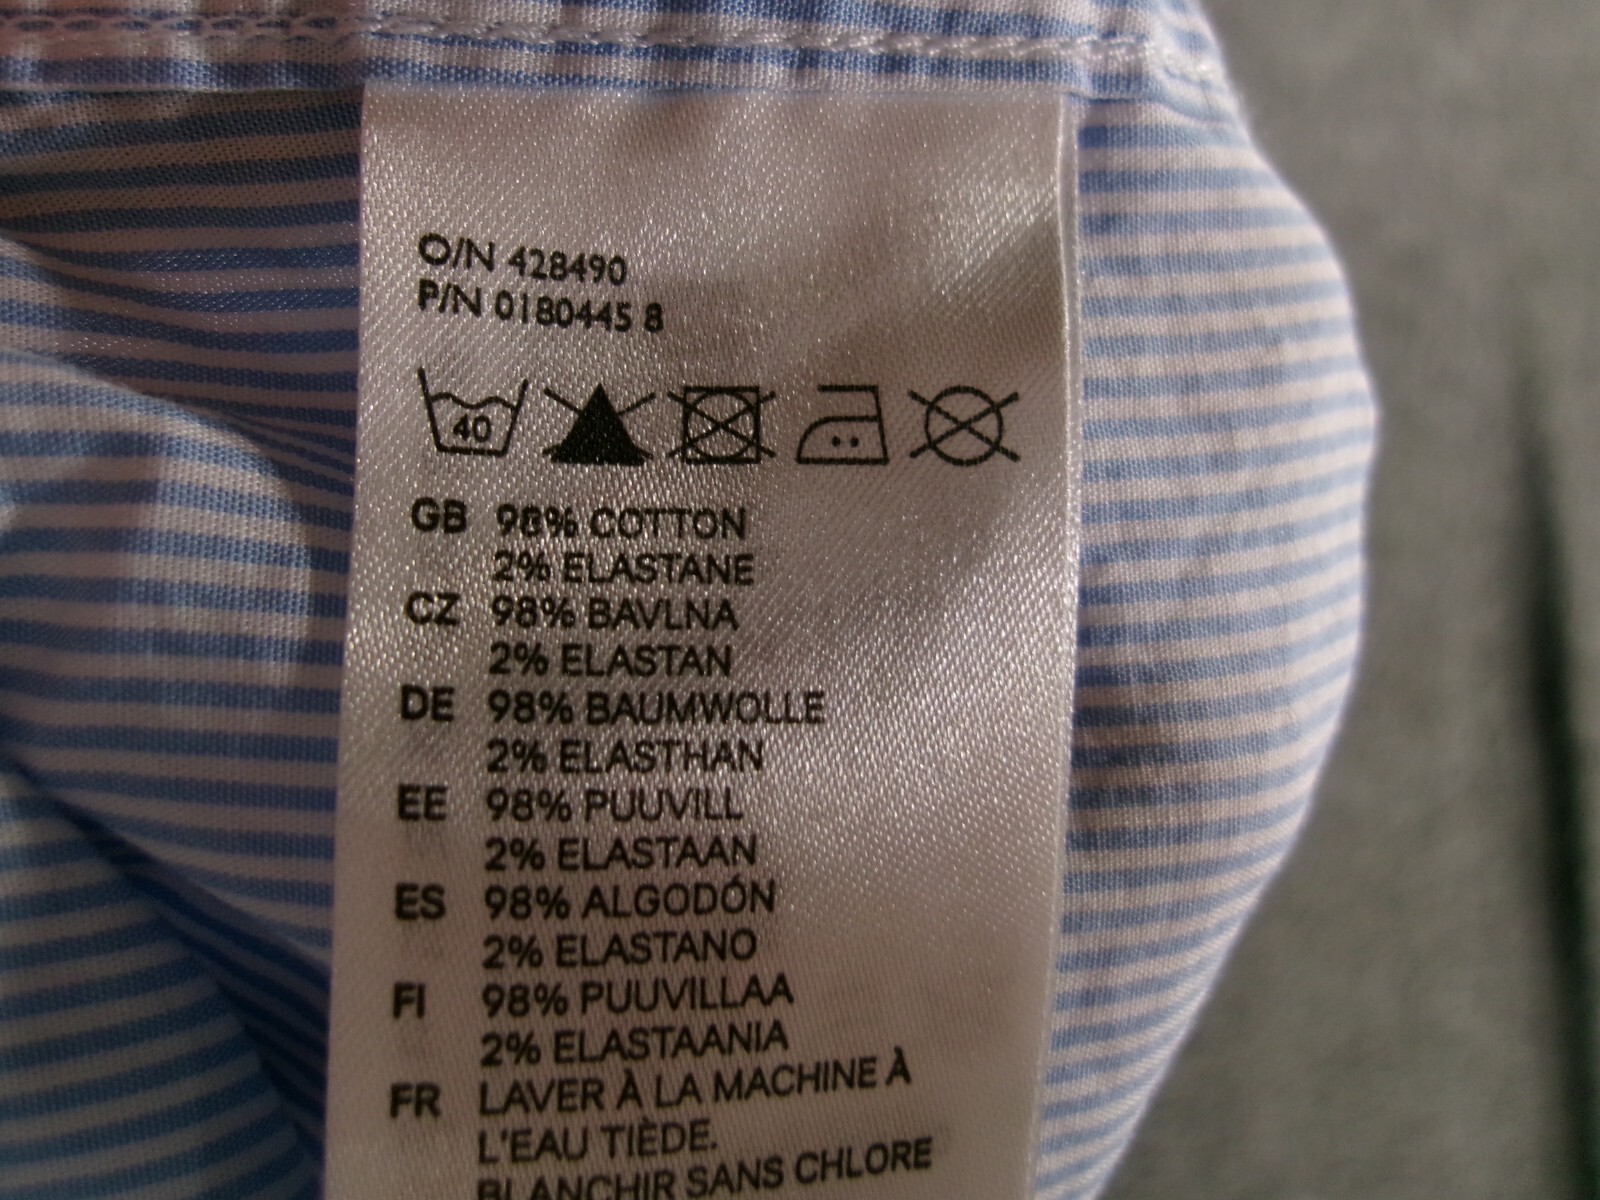 O/N 428490
P/N 0180445 8
40
GB 98% COTTON
2% ELASTANE
CZ 98% BAVLNA
2% ELASTAN
DE 98% BAUMWOLLE
2% ELASTHAN
EE 98% PUUVILL
2% ELASTAAN
ES 98% ALGODÓN
2% ELASTANO
FI 98% PUUVILLAA
2% ELASTAANIA
FR LAVER À LA MACHINE À
L'EAU TIÈDE.
BLANCHIR SANS CHLORE